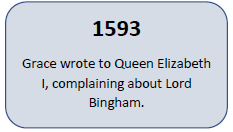 1593
Grace wrote to Queen Elizabeth
I, complaining about Lord
Bingham.